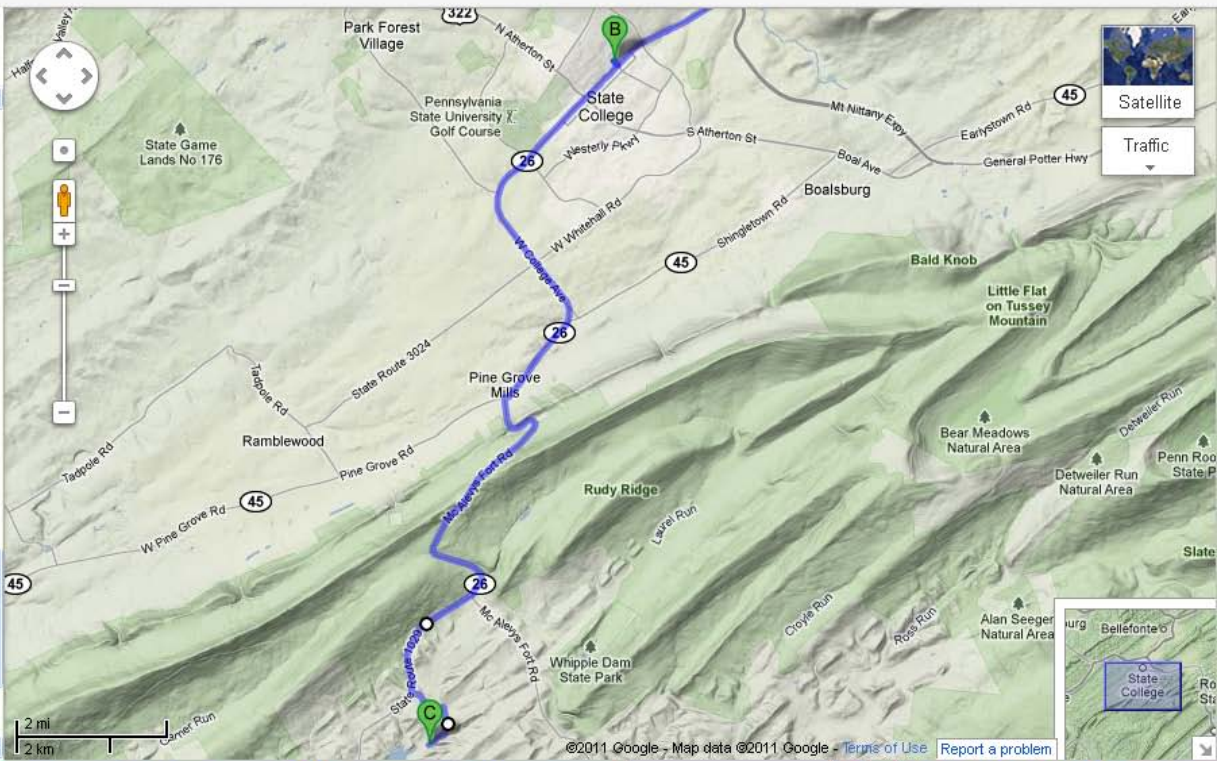 322
Park Forest
Village
N Atherton St
B
Satellite
Traffic
State
College
Pennsylvania
State University
Golf Course
Mt Nittany Expy
45
Earlystown Rd
State Game
Lands No 176
26
Westerly Pkwy
S Atherton St
Boal Ave
General Potter Hwy
Boalsburg
W Whitehall Rd
Shingletown Rd
W College Ave
45
Bald Knob
Little Flat
on Tussey
Mountain
26
State Route 3024
Pine Grove
Mills
Tadpole Rd
Ramblewood
Tadpole Rd
Pine Grove Rd
Mc Alevys Fort Rd
Bear Meadows
Natural Area
Detweiler Run
Detweiler Run
Natural Area
Penn Roo
State P
Rudy Ridge
Laurel Run
45
W Pine Grove Rd
45
26
Slate
Mc Alevys Fort Rd
Croyle Run
Ross Run
Alan Seeger
Natural Area
State Route 1029
Whipple Dam
State Park
C
Garner Run
2 mi
2 km
urg
Bellefonte
State
College
Ro
Sta
©2011 Google - Map data ©2011 Google - Terms of Use
Report a problem